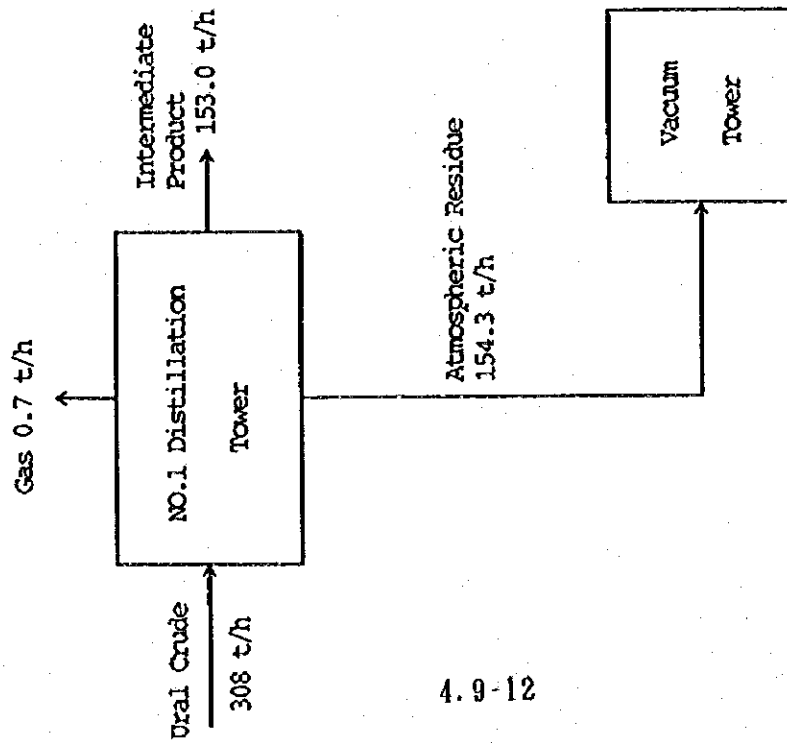 Gas 0.7 t/h
Ural Crude
308 t/h
NO.1 Distillation
Tower
Intermediate
Product
153.0 t/h
Atmospheric Residue
154.3 t/h
Vacuum
Tower
4.9-12